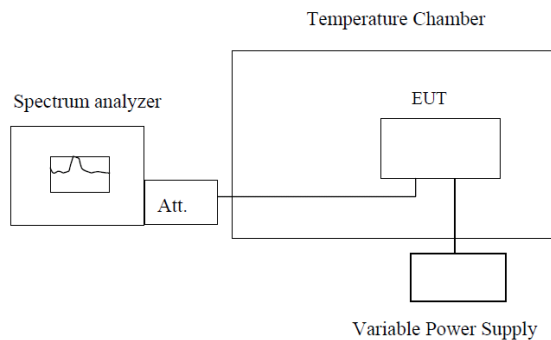 Temperature Chamber
Spectrum analyzer
EUT
Att.
Variable Power Supply